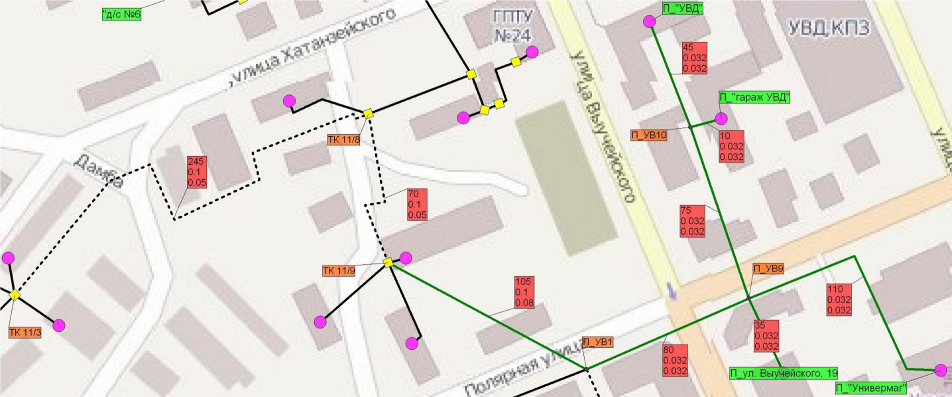 "д/с №6
улица Хатанзейского
ГПТУ
№24
П_"УВД"
УВД,КПЗ
45
0.032
0.032
улица Выучейского
П_"гараж УВД"
ТК 11/8
П_УВ10
10
0.032
0.032
Дамба
245
0.1
0.05
70
0.1
0.05
75
0.032
0.032
ТК 11/9
П_УВ9
105
0.1
0.08
110
0.032
0.032
ТК 11/3
35
0.032
0.032
П_УВ1
80
0.032
0.032
Полярная улица
П_ул. Выучейского, 19
П_"Универмаг"